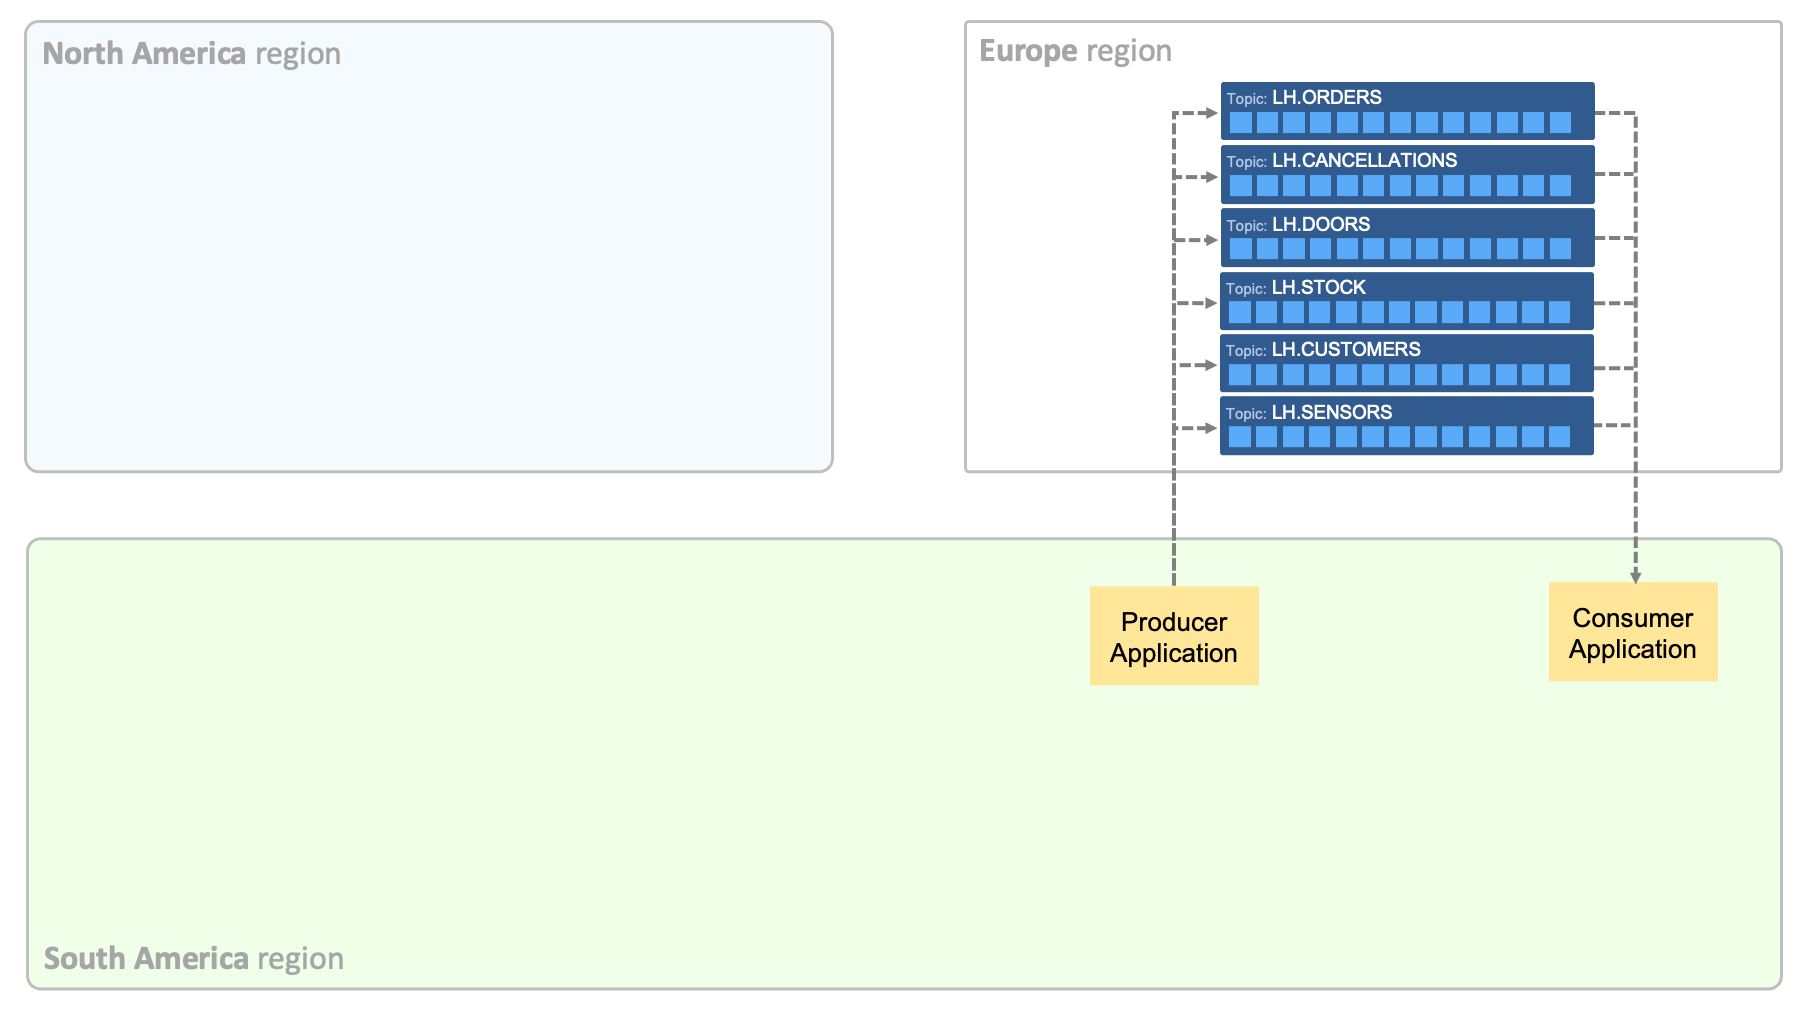 North America region
Europe region
Topic: LH.ORDERS
Topic: LH.CANCELLATIONS
Topic: LH.DOORS
Topic: LH.STOCK
Topic: LH.CUSTOMERS
Topic: LH.SENSORS
Producer
Application
Consumer
Application
South America region